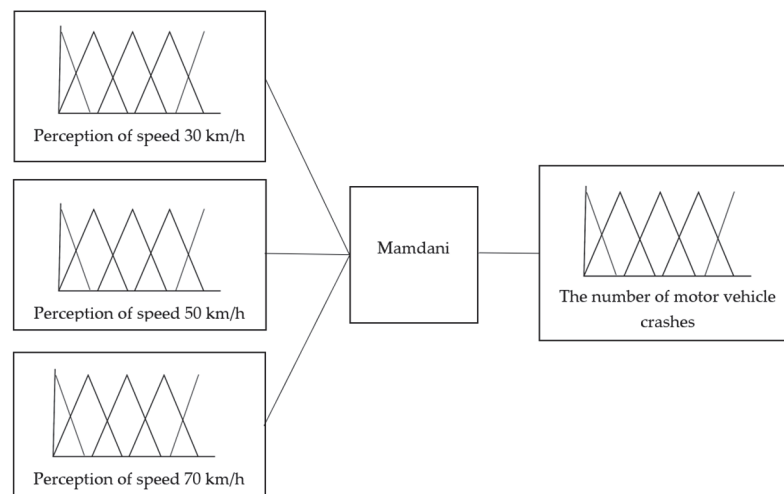 Perception of speed 30 km/h
Perception of speed 50 km/h
Perception of speed 70 km/h
Mamdani
The number of motor vehicle
crashes